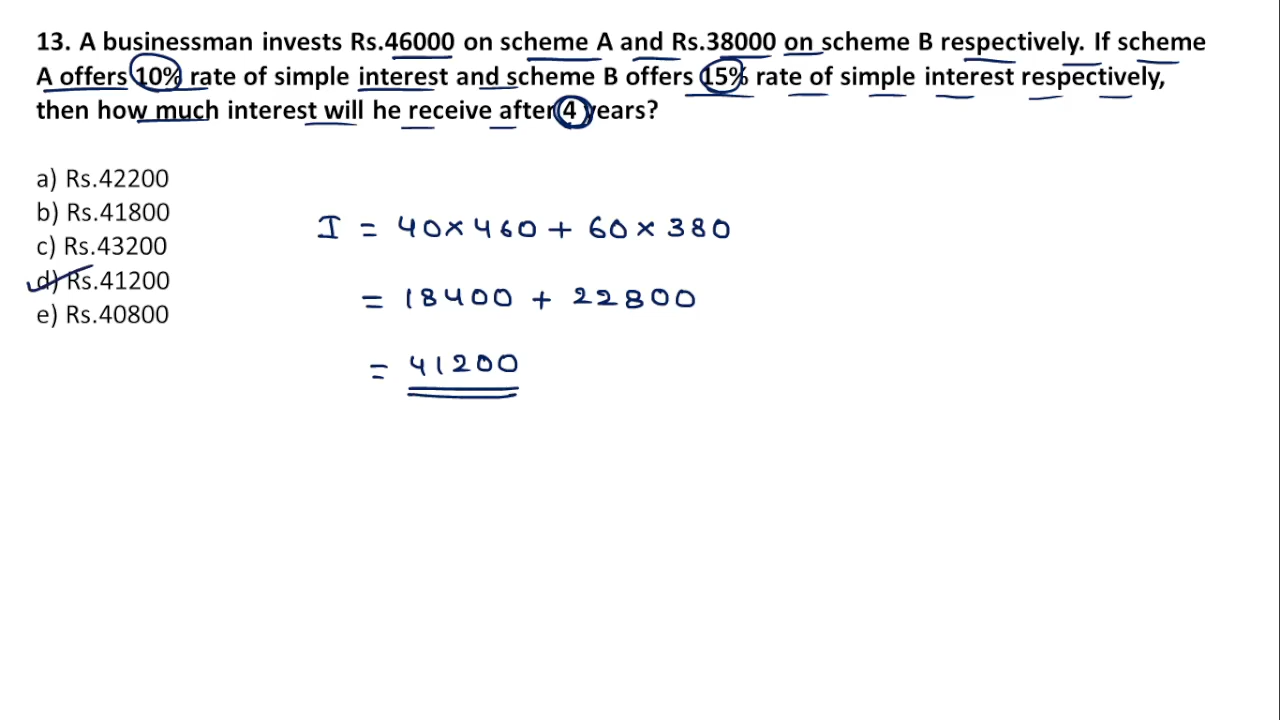 13. A businessman invests Rs.46000 on scheme A and Rs.38000 on scheme B respectively. If scheme
A offers 10% rate of simple interest and scheme B offers 15% rate of simple interest respectively,
then how much interest will he receive after 4 years?
a) Rs.42200
b) Rs.41800
c) Rs.43200
d) Rs.41200
e) Rs.40800
I = 40 × 460 + 60 × 380
= 18400 + 22800
= 41200